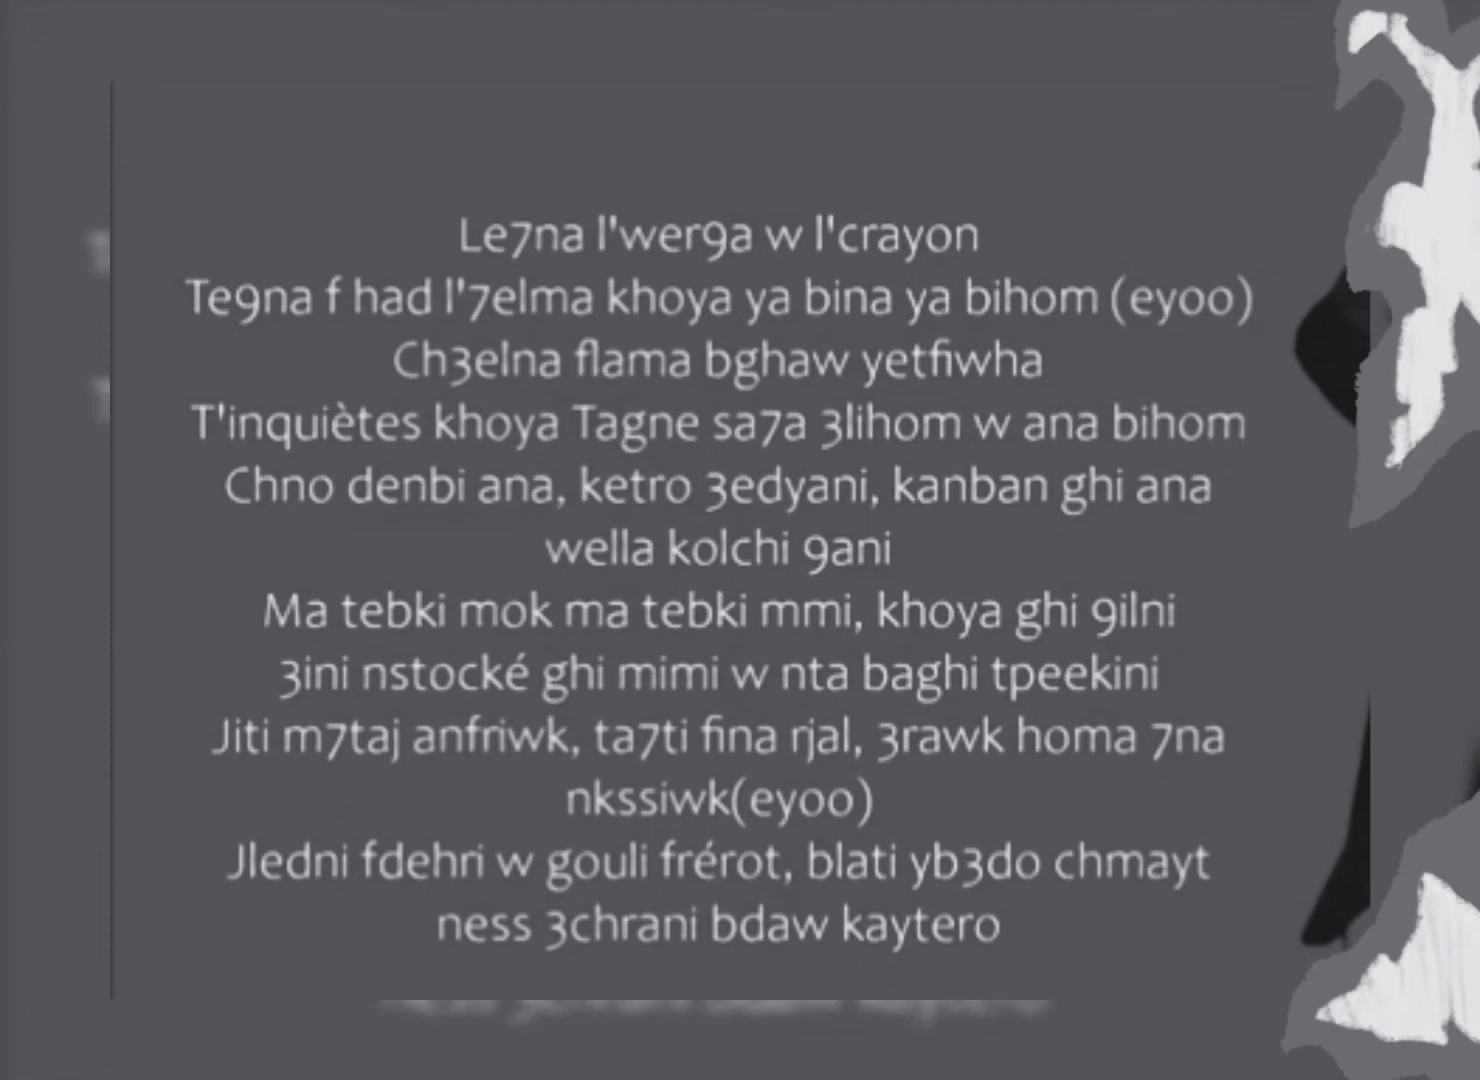 Le7na l'wer9a w l'crayon
Te9na f had l'7elma khoya ya bina ya bihom (eyoo)
Ch3elna flama bghaw yetfiwha
T'inquiètes khoya Tagne sa7a 3lihom w ana bihom
Chno denbi ana, ketro 3edyani, kanban ghi ana
wella kolchi 9ani
Ma tebki mok ma tebki mmi, khoya ghi 9ilni
3ini nstocké ghi mimi w nta baghi tpeekini
Jiti m7taj anfriwk, ta7ti fina rjal, 3rawk homa 7na
nkssiwk(eyoo)
Jledni fdehri w gouli frérot, blati yb3do chmayt
ness 3chrani bdaw kaytero